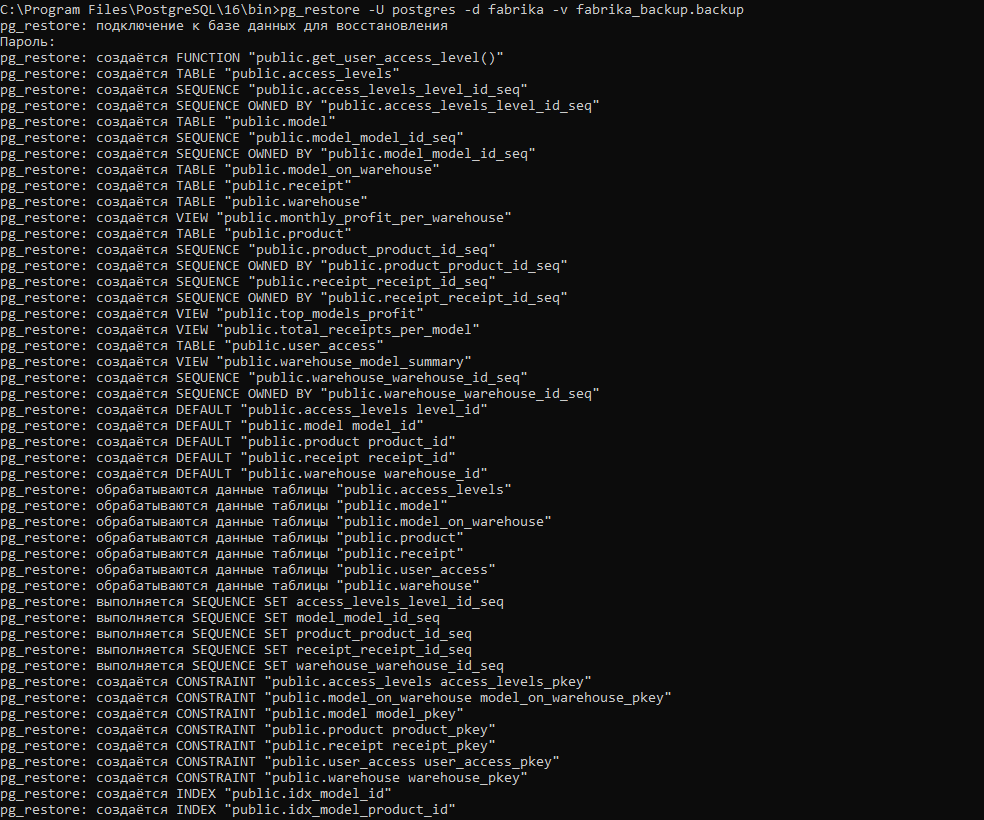 C:\Program Files\PostgreSQL\16\bin>pg_restore -U postgres -d fabrika -v fabrika_backup.backup
pg_restore: подключение к базе данных для восстановления
Пароль:
pg_restore: создаётся FUNCTION "public.get_user_access_level()"
pg_restore: создаётся TABLE "public.access_levels"
pg_restore: создаётся SEQUENCE "public.access_levels_level_id_seq"
pg_restore: создаётся SEQUENCE OWNED BY "public.access_levels_level_id_seq"
pg_restore: создаётся TABLE "public.model"
pg_restore: создаётся SEQUENCE "public.model_model_id_seq"
pg_restore: создаётся SEQUENCE OWNED BY "public.model_model_id_seq"
pg_restore: создаётся TABLE "public.model_on_warehouse"
pg_restore: создаётся TABLE "public.receipt"
pg_restore: создаётся TABLE "public.warehouse"
pg_restore: создаётся VIEW "public.monthly_profit_per_warehouse"
pg_restore: создаётся TABLE "public.product"
pg_restore: создаётся SEQUENCE "public.product_product_id_seq"
pg_restore: создаётся SEQUENCE OWNED BY "public.product_product_id_seq"
pg_restore: создаётся SEQUENCE "public.receipt_receipt_id_seq"
pg_restore: создаётся SEQUENCE OWNED BY "public.receipt_receipt_id_seq"
pg_restore: создаётся VIEW "public.top_models_profit"
pg_restore: создаётся VIEW "public.total_receipts_per_model"
pg_restore: создаётся TABLE "public.user_access"
pg_restore: создаётся VIEW "public.warehouse_model_summary"
pg_restore: создаётся SEQUENCE "public.warehouse_warehouse_id_seq"
pg_restore: создаётся SEQUENCE OWNED BY "public.warehouse_warehouse_id_seq"
pg_restore: создаётся DEFAULT "public.access_levels level_id"
pg_restore: создаётся DEFAULT "public.model model_id"
pg_restore: создаётся DEFAULT "public.product product_id"
pg_restore: создаётся DEFAULT "public.receipt receipt_id"
pg_restore: создаётся DEFAULT "public.warehouse warehouse_id"
pg_restore: обрабатываются данные таблицы "public.access_levels"
pg_restore: обрабатываются данные таблицы "public.model"
pg_restore: обрабатываются данные таблицы "public.model_on_warehouse"
pg_restore: обрабатываются данные таблицы "public.product"
pg_restore: обрабатываются данные таблицы "public.receipt"
pg_restore: обрабатываются данные таблицы "public.user_access"
pg_restore: обрабатываются данные таблицы "public.warehouse"
pg_restore: выполняется SEQUENCE SET access_levels_level_id_seq
pg_restore: выполняется SEQUENCE SET model_model_id_seq
pg_restore: выполняется SEQUENCE SET product_product_id_seq
pg_restore: выполняется SEQUENCE SET receipt_receipt_id_seq
pg_restore: выполняется SEQUENCE SET warehouse_warehouse_id_seq
pg_restore: создаётся CONSTRAINT "public.access_levels access_levels_pkey"
pg_restore: создаётся CONSTRAINT "public.model_on_warehouse model_on_warehouse_pkey"
pg_restore: создаётся CONSTRAINT "public.model model_pkey"
pg_restore: создаётся CONSTRAINT "public.product product_pkey"
pg_restore: создаётся CONSTRAINT "public.receipt receipt_pkey"
pg_restore: создаётся CONSTRAINT "public.user_access user_access_pkey"
pg_restore: создаётся CONSTRAINT "public.warehouse warehouse_pkey"
pg_restore: создаётся INDEX "public.idx_model_id"
pg_restore: создаётся INDEX "public.idx_model_product_id"